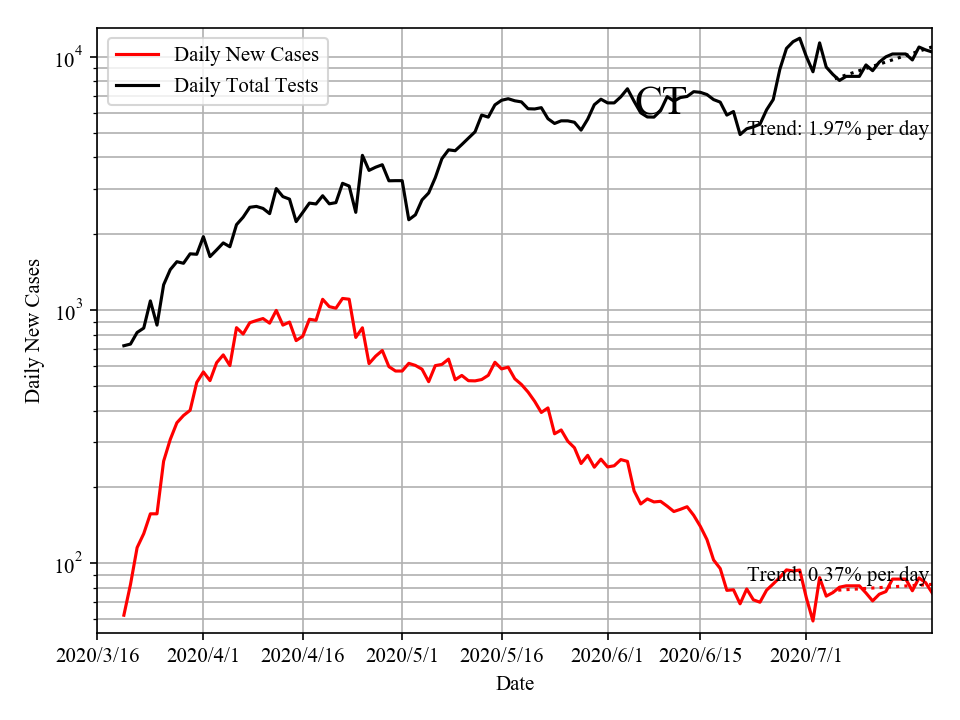 Daily New Cases
Daily Total Tests
CT
Trend: 1.97% per day
Trend: 0.37% per day
10^4
10^3
10^2
Daily New Cases
2020/3/16 2020/4/1 2020/4/16 2020/5/1 2020/5/16 2020/6/1 2020/6/15 2020/7/1
Date